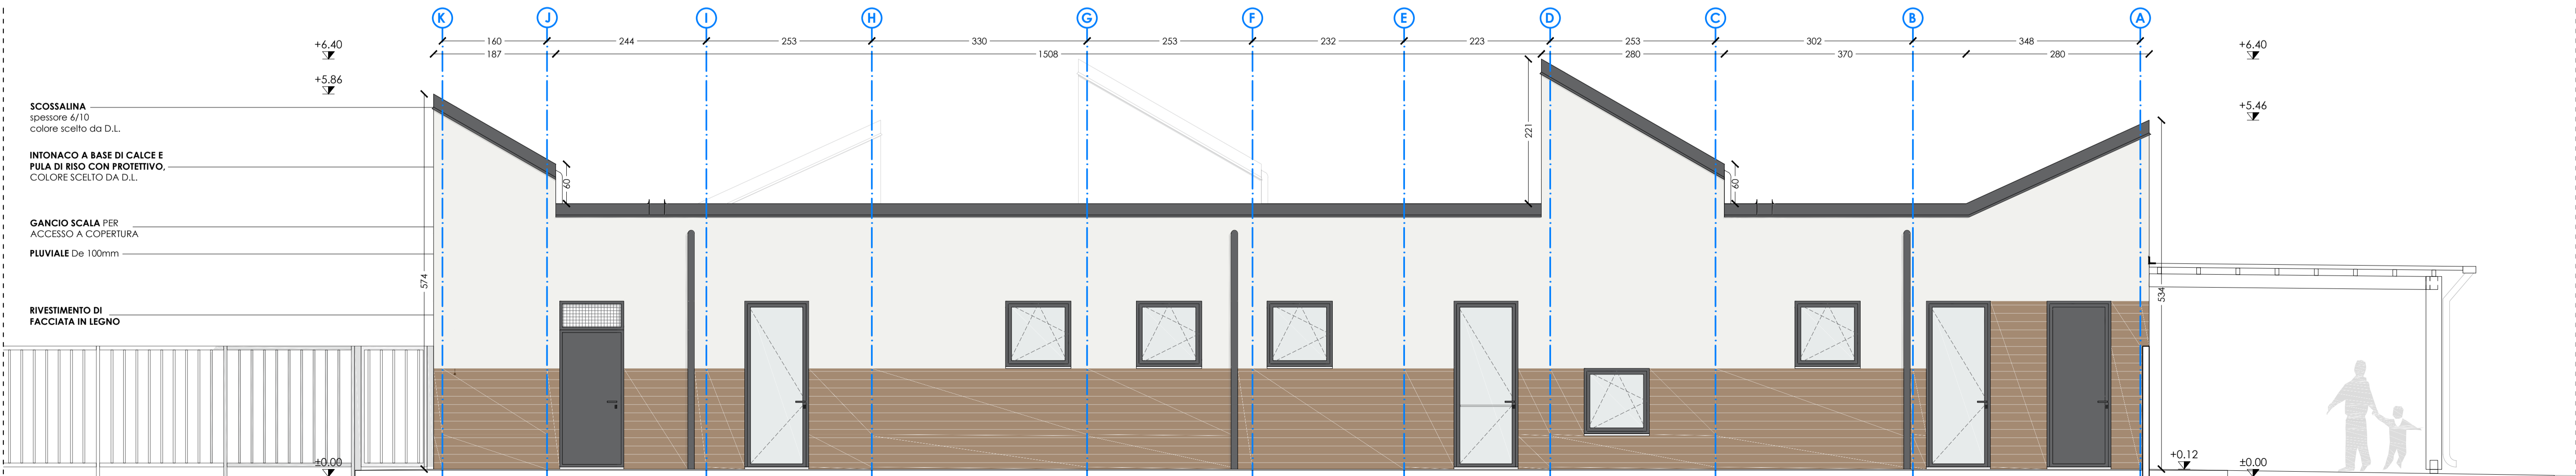 K J I H G F E D C B A
160 244 253 330 253 232 223 253 302 348
187 1508 280 370 280
+6.40
+6.40
+5.86
+5.46
SCOSSALINA
spessore 6/10
colore scelto da D.L.
INTONACO A BASE DI CALCE E
PULA DI RISO CON PROTETTIVO,
COLORE SCELTO DA D.L.
GANCIO SCALA PER
ACCESSO A COPERTURA
PLUVIALE De 100mm
RIVESTIMENTO DI
FACCIATA IN LEGNO
574
60
221
60
534
±0.00
+0.12
±0.00